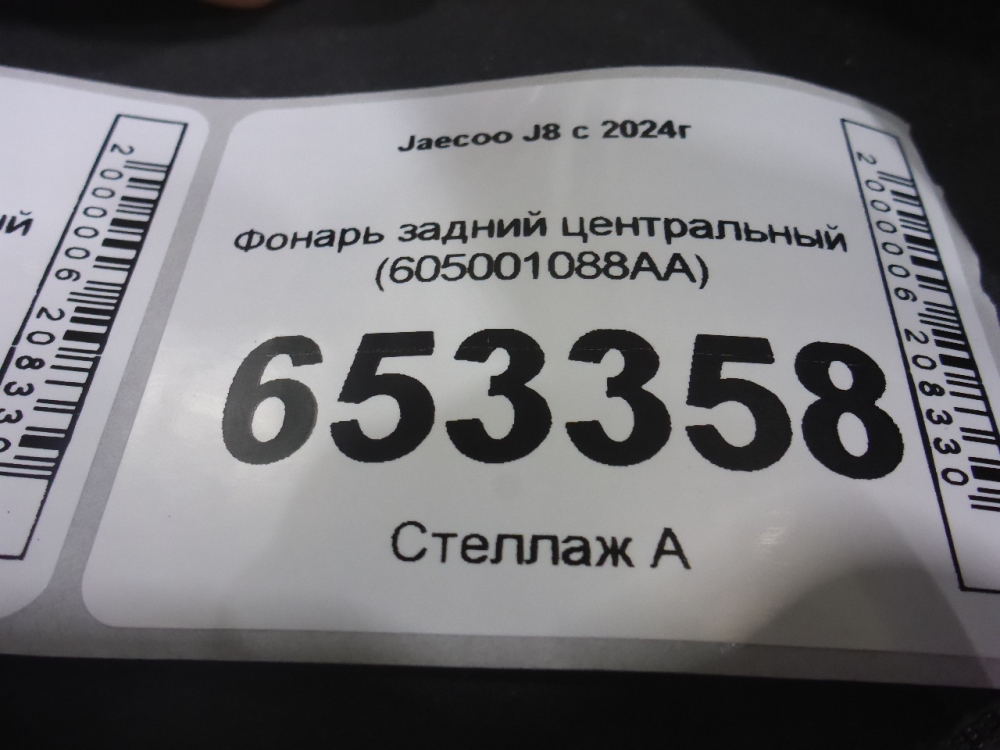 Jaecoo J8 с 2024г
Фонарь задний центральный
(605001088AA)
653358
Стеллаж А
2000006208330
2000006208330